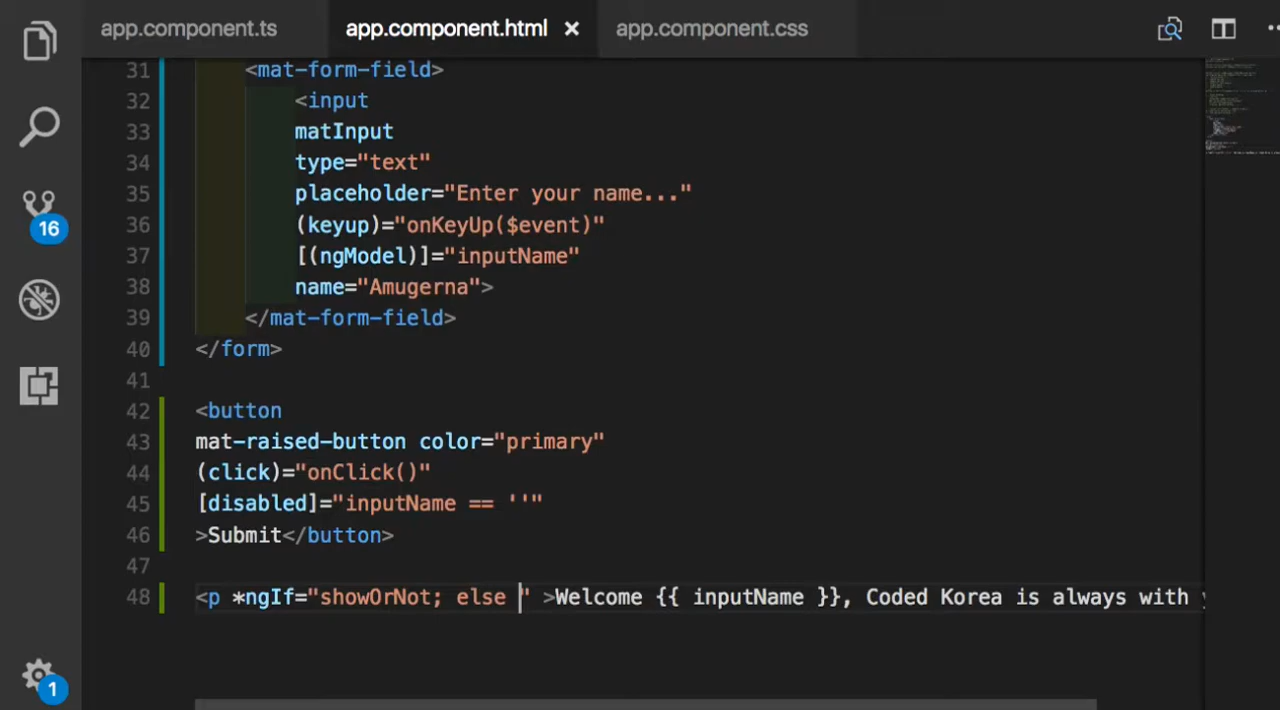 app.component.ts app.component.html × app.component.css
31 <mat-form-field>
32 <input
33 matInput
34 type="text"
35 placeholder="Enter your name..."
36 (keyup)="onKeyUp($event)"
37 [(ngModel)]="inputName"
38 name="Amugerna">
39 </mat-form-field>
40 </form>
41
42 <button
43 mat-raised-button color="primary"
44 (click)="onClick()"
45 [disabled]="inputName == ''"
46 >Submit</button>
47
48 <p *ngIf="showOrNot; else " >Welcome {{ inputName }}, Coded Korea is always with
16
1